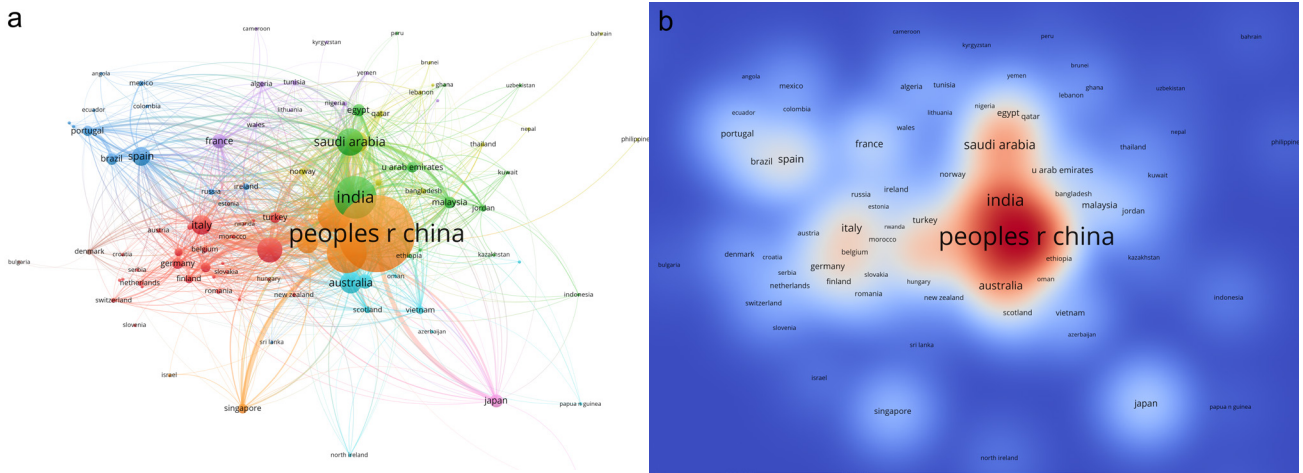 a
cameroon
peru
bahrain
kyrgyzstan
angola
mexico
algeria
tunisia
yemen
brunei
ghana
lebanon
uzbekistan
ecuador
colombia
lithuania
nigeria
egypt
qatar
portugal
wales
nepal
france
saudi arabia
thailand
philippines
brazil
spain
norway
u arab emirates
kuwait
russia
ireland
bangladesh
estonia
india
malaysia
jordan
italy
turkey
rwanda
austria
morocco
peoples r china
denmark
croatia
belgium
ethiopia
kazakhstan
bulgaria
germany
serbia
slovakia
finland
netherlands
hungary
australia
oman
switzerland
romania
new zealand
indonesia
scotland
vietnam
slovenia
azerbaijan
sri lanka
israel
singapore
japan
papua n guinea
north ireland
b
cameroon
peru
bahrain
kyrgyzstan
angola
mexico
algeria
tunisia
yemen
brunei
ghana
lebanon
uzbekistan
ecuador
colombia
lithuania
nigeria
egypt
qatar
portugal
wales
nepal
france
saudi arabia
thailand
philippine
brazil
spain
norway
u arab emirates
kuwait
russia
ireland
bangladesh
estonia
india
malaysia
jordan
italy
turkey
rwanda
austria
morocco
peoples r china
denmark
croatia
belgium
ethiopia
kazakhstan
bulgaria
germany
serbia
slovakia
finland
netherlands
hungary
australia
oman
switzerland
romania
new zealand
indonesia
scotland
vietnam
slovenia
azerbaijan
sri lanka
israel
singapore
japan
papua n guinea
north ireland